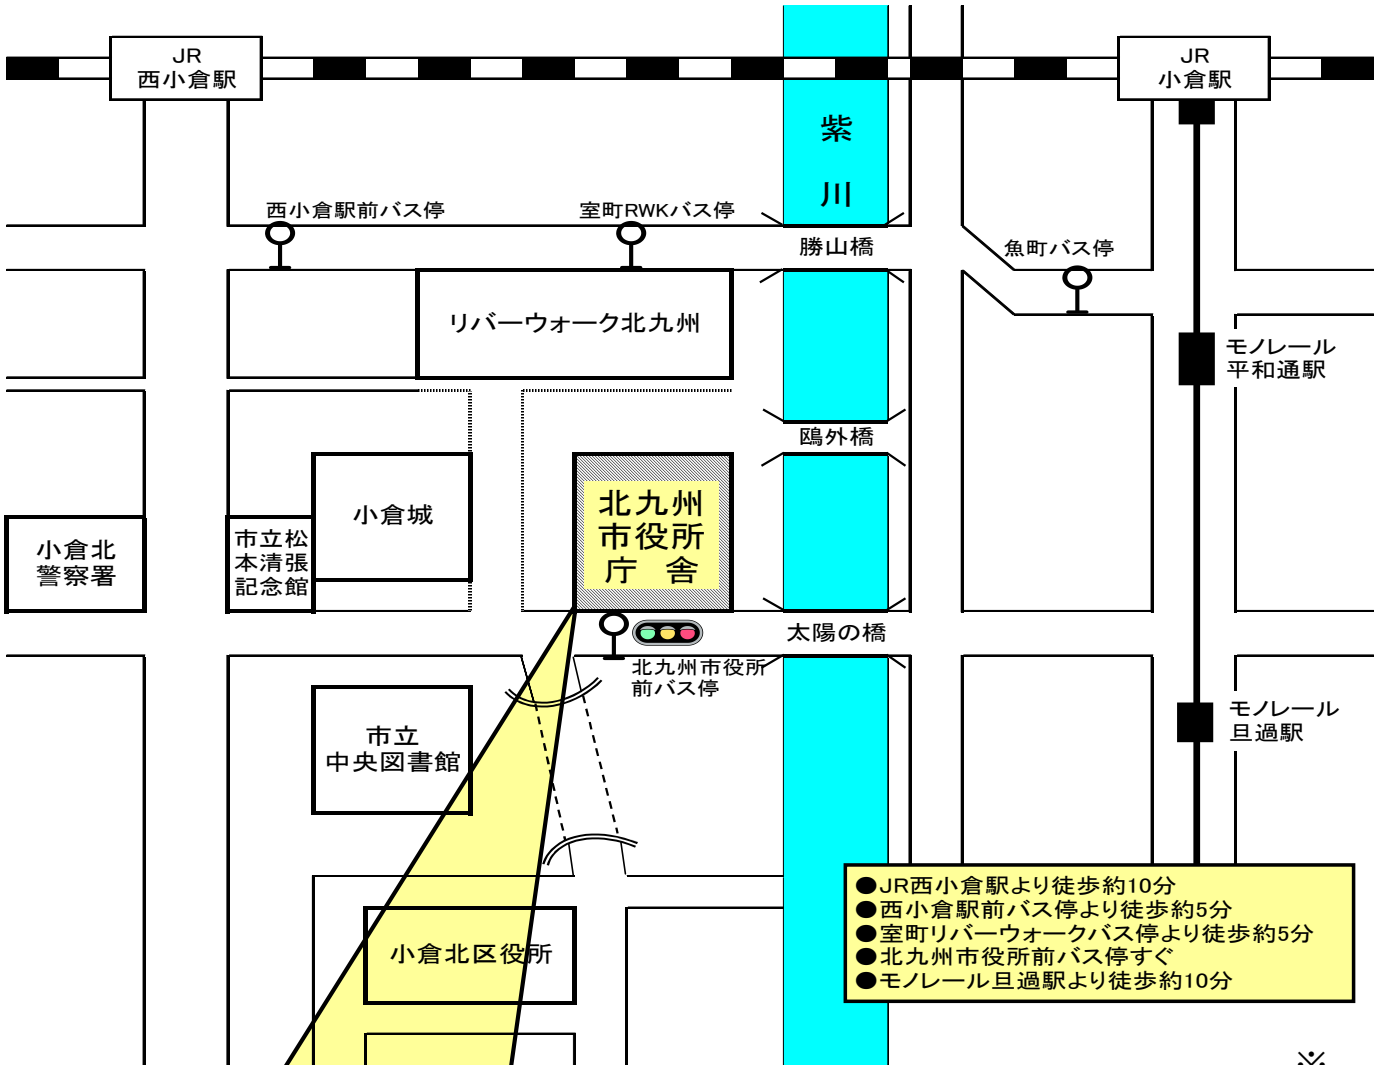 JR
西小倉駅
JR
小倉駅
紫
川
西小倉駅前バス停
室町RWKバス停
勝山橋
魚町バス停
リバーウォーク北九州
モノレール
平和通駅
鴎外橋
小倉城
北九州
市役所
庁 舎
小倉北
警察署
市立松
本清張
記念館
太陽の橋
北九州市役所
前バス停
市立
中央図書館
モノレール
旦過駅
●JR西小倉駅より徒歩約10分
●西小倉駅前バス停より徒歩約5分
●室町リバーウォークバス停より徒歩約5分
●北九州市役所前バス停すぐ
●モノレール旦過駅より徒歩約10分
小倉北区役所
※